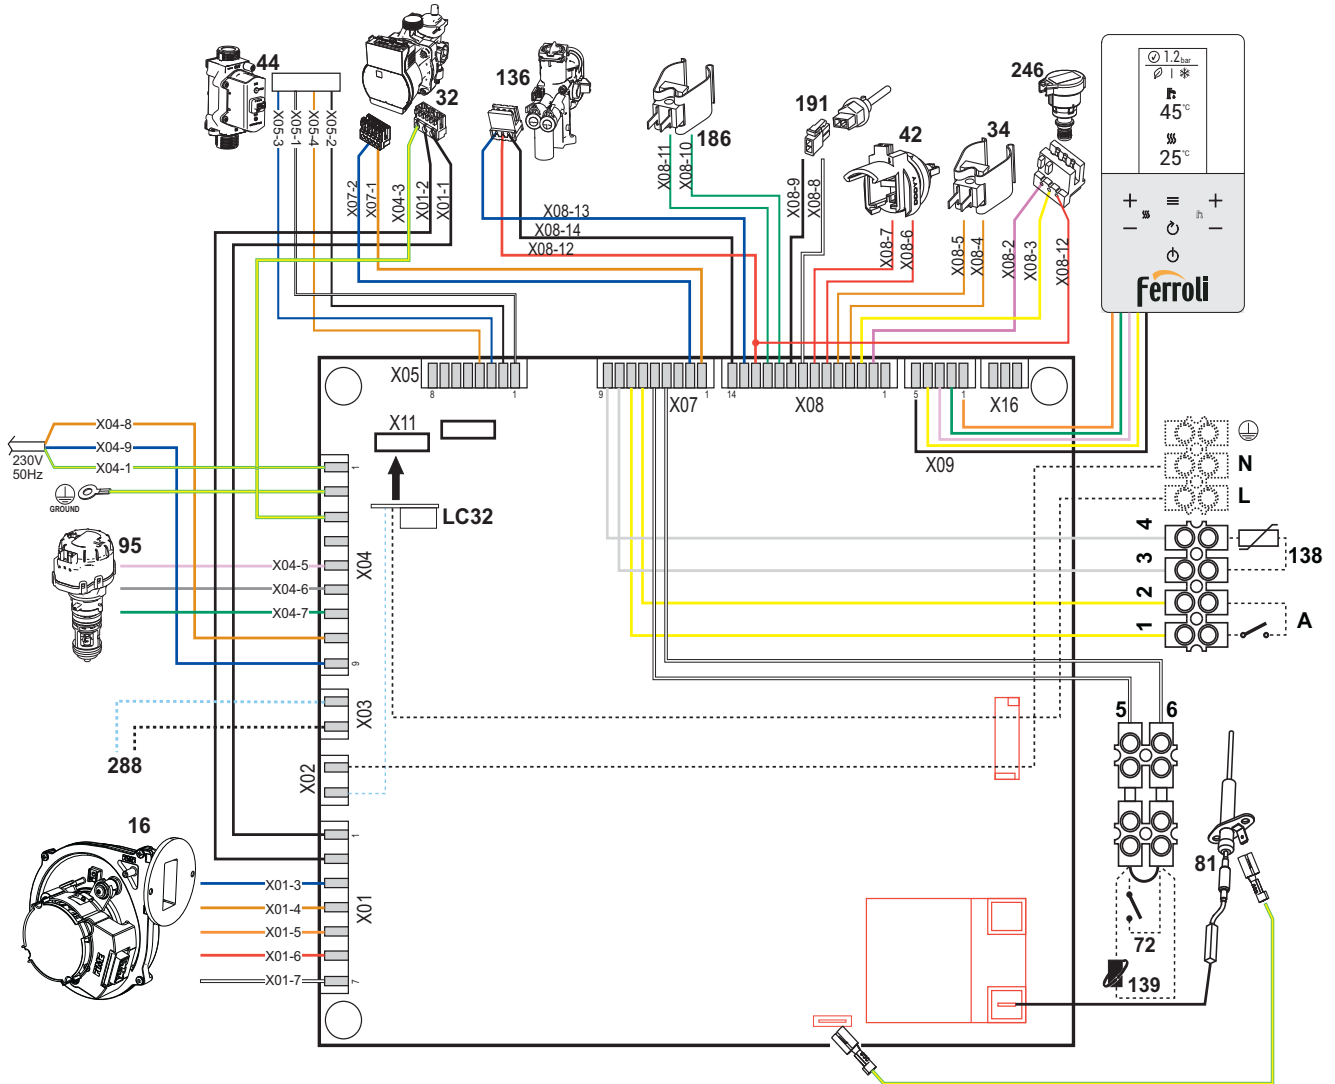 44
32
136
186
191
42
34
246
1.2bar
45°C
25°C
Ferroli
X05-3
X05-1
X05-4
X05-2
X07-2
X07-1
X04-3
X01-2
X01-1
X08-13
X08-14
X08-12
X08-11
X08-10
X08-9
X08-8
X08-7
X08-6
X08-5
X08-4
X08-2
X08-3
X08-12
X05
8
1
9
X07
1
14
X08
1
5
X09
1
X16
X11
LC32
X04-8
X04-9
X04-1
230V
50Hz
GROUND
1
95
X04-5
X04-6
X04-7
X04
9
X03
288
X02
16
1
X01-3
X01-4
X01-5
X01-6
X01-7
X01
7
N
L
4
3
2
1
138
A
5
6
81
72
139